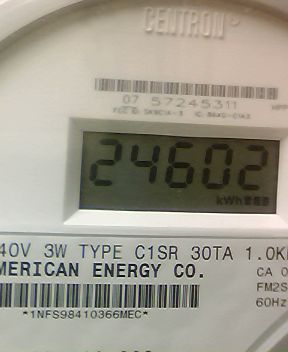 CENTRON
07 57245311
24602
kWh
40V 3W TYPE C1SR 30TA 1.0K
MERICAN ENERGY CO.
CA 0
FM2S
60Hz
*1NFS98410366MEC*